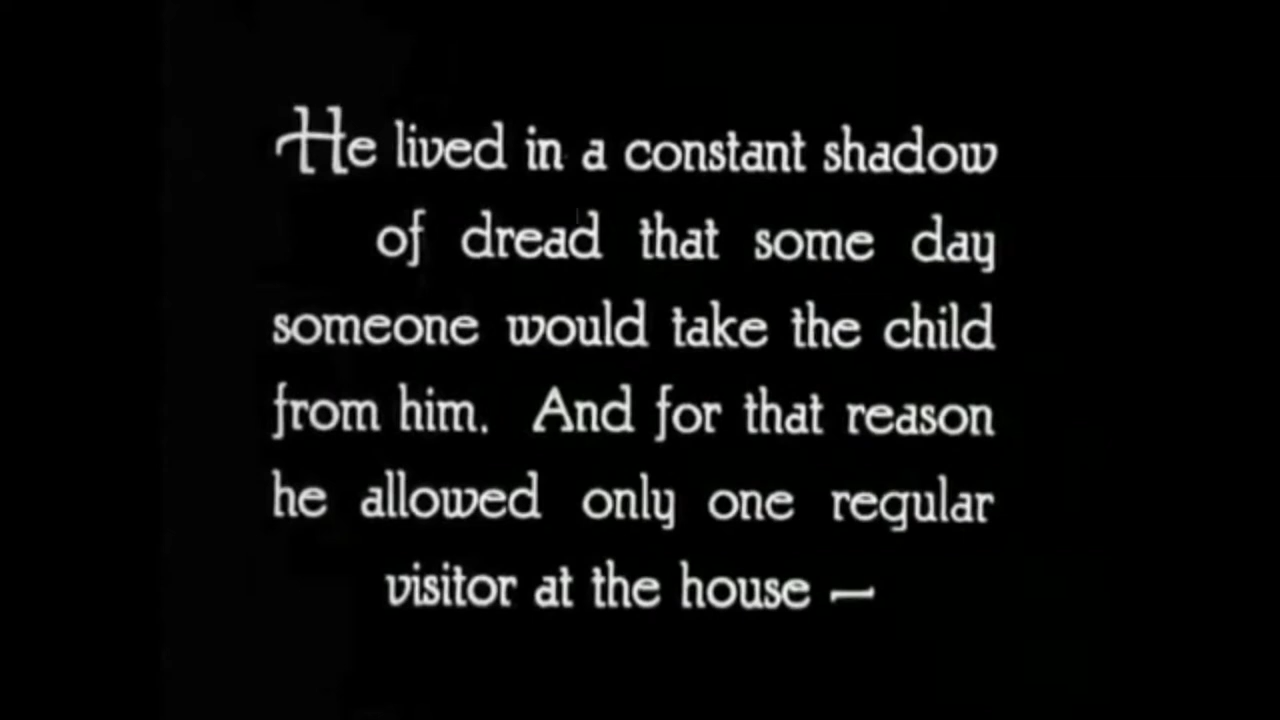 He lived in a constant shadow
of dread that some day
someone would take the child
from him. And for that reason
he allowed only one regular
visitor at the house —